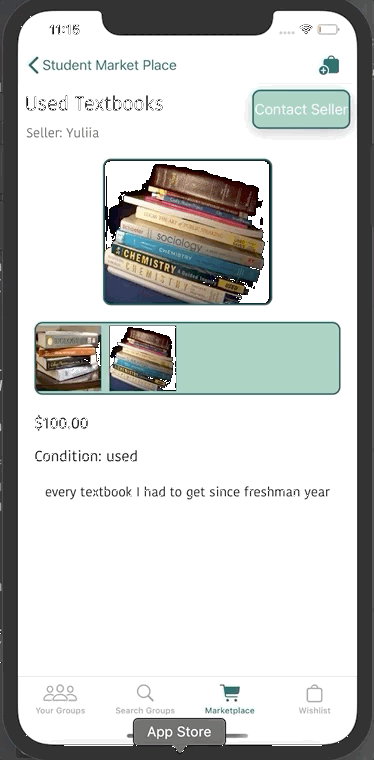 11:15
Student Market Place
Used Textbooks
Contact Seller
Seller: Yuliia
sociology
CHEMISTRY
CHEMISTRY
$100.00
Condition: used
every textbook I had to get since freshman year
Your Groups
Search Groups
Marketplace
Wishlist
App Store